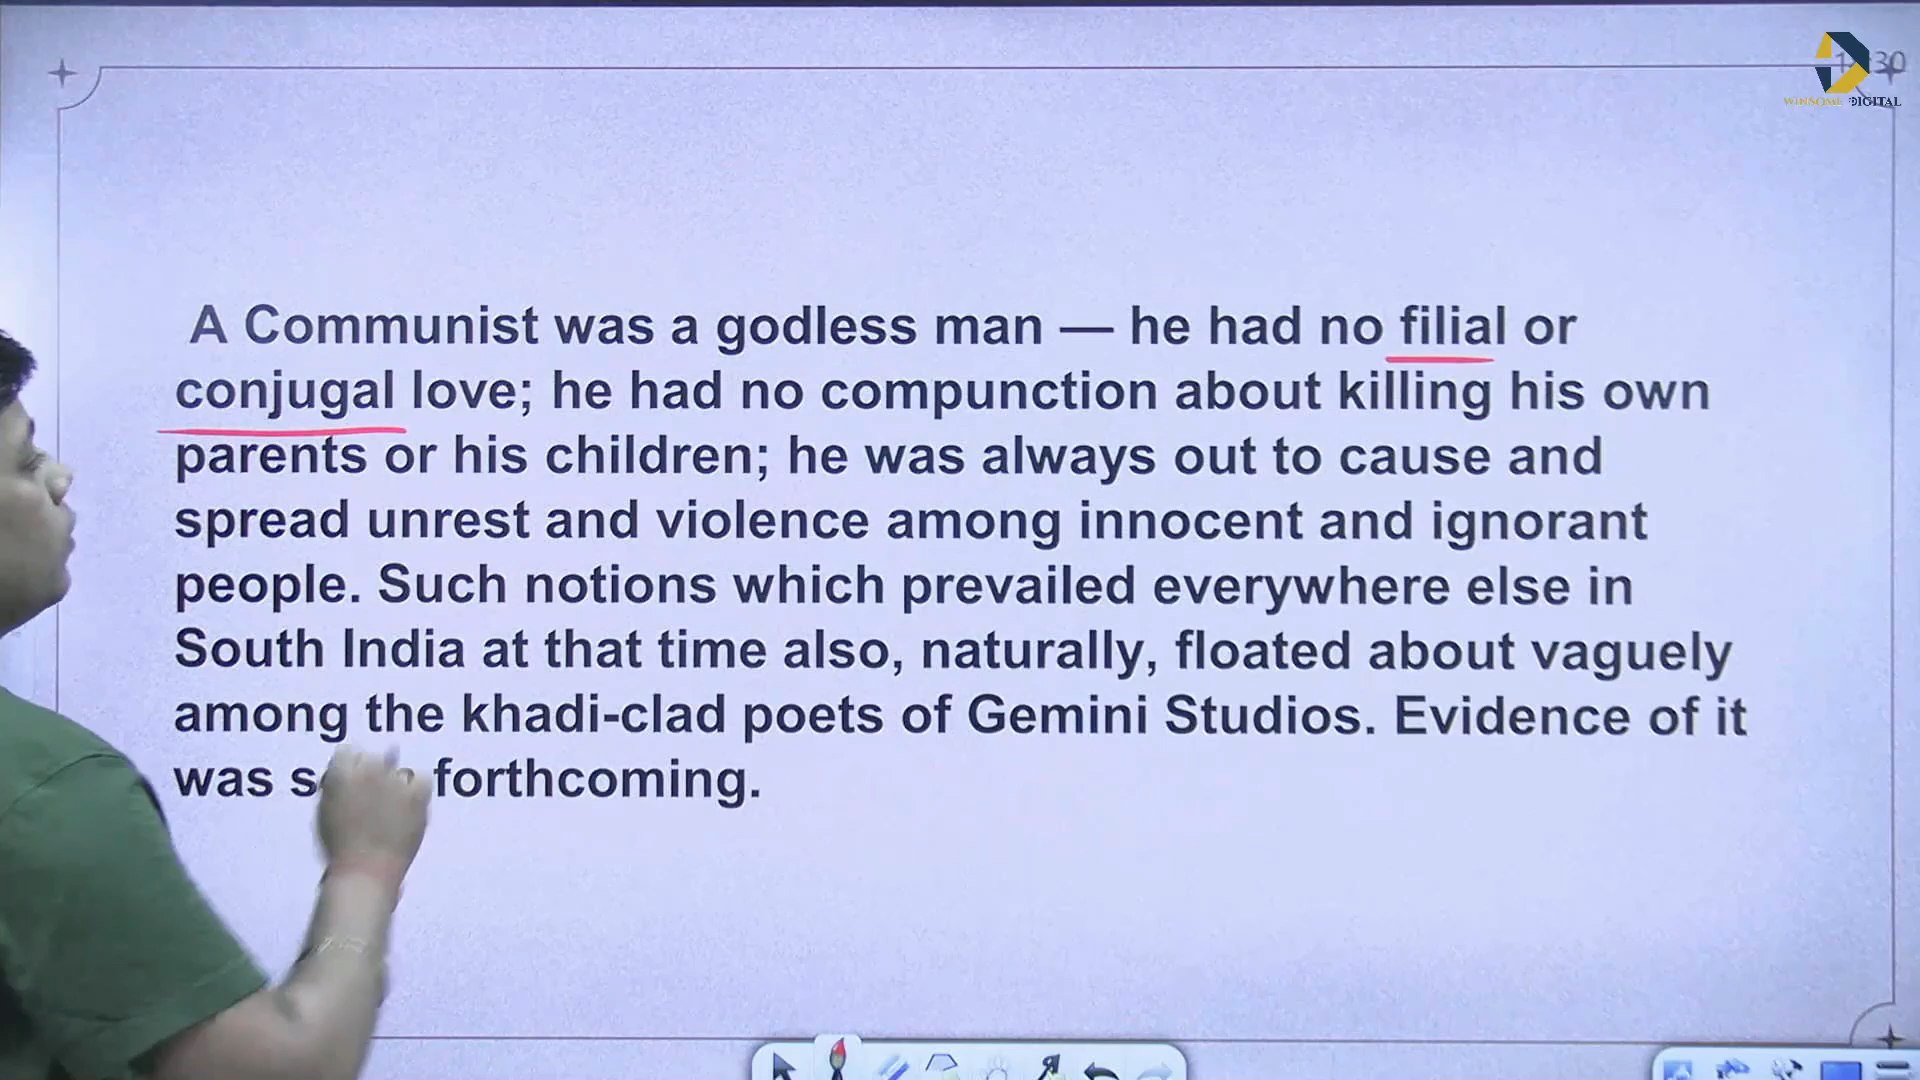 A Communist was a godless man — he had no filial or
conjugal love; he had no compunction about killing his own
parents or his children; he was always out to cause and
spread unrest and violence among innocent and ignorant
people. Such notions which prevailed everywhere else in
South India at that time also, naturally, floated about vaguely
among the khadi-clad poets of Gemini Studios. Evidence of it
was forthcoming.
WINSOME DIGITAL